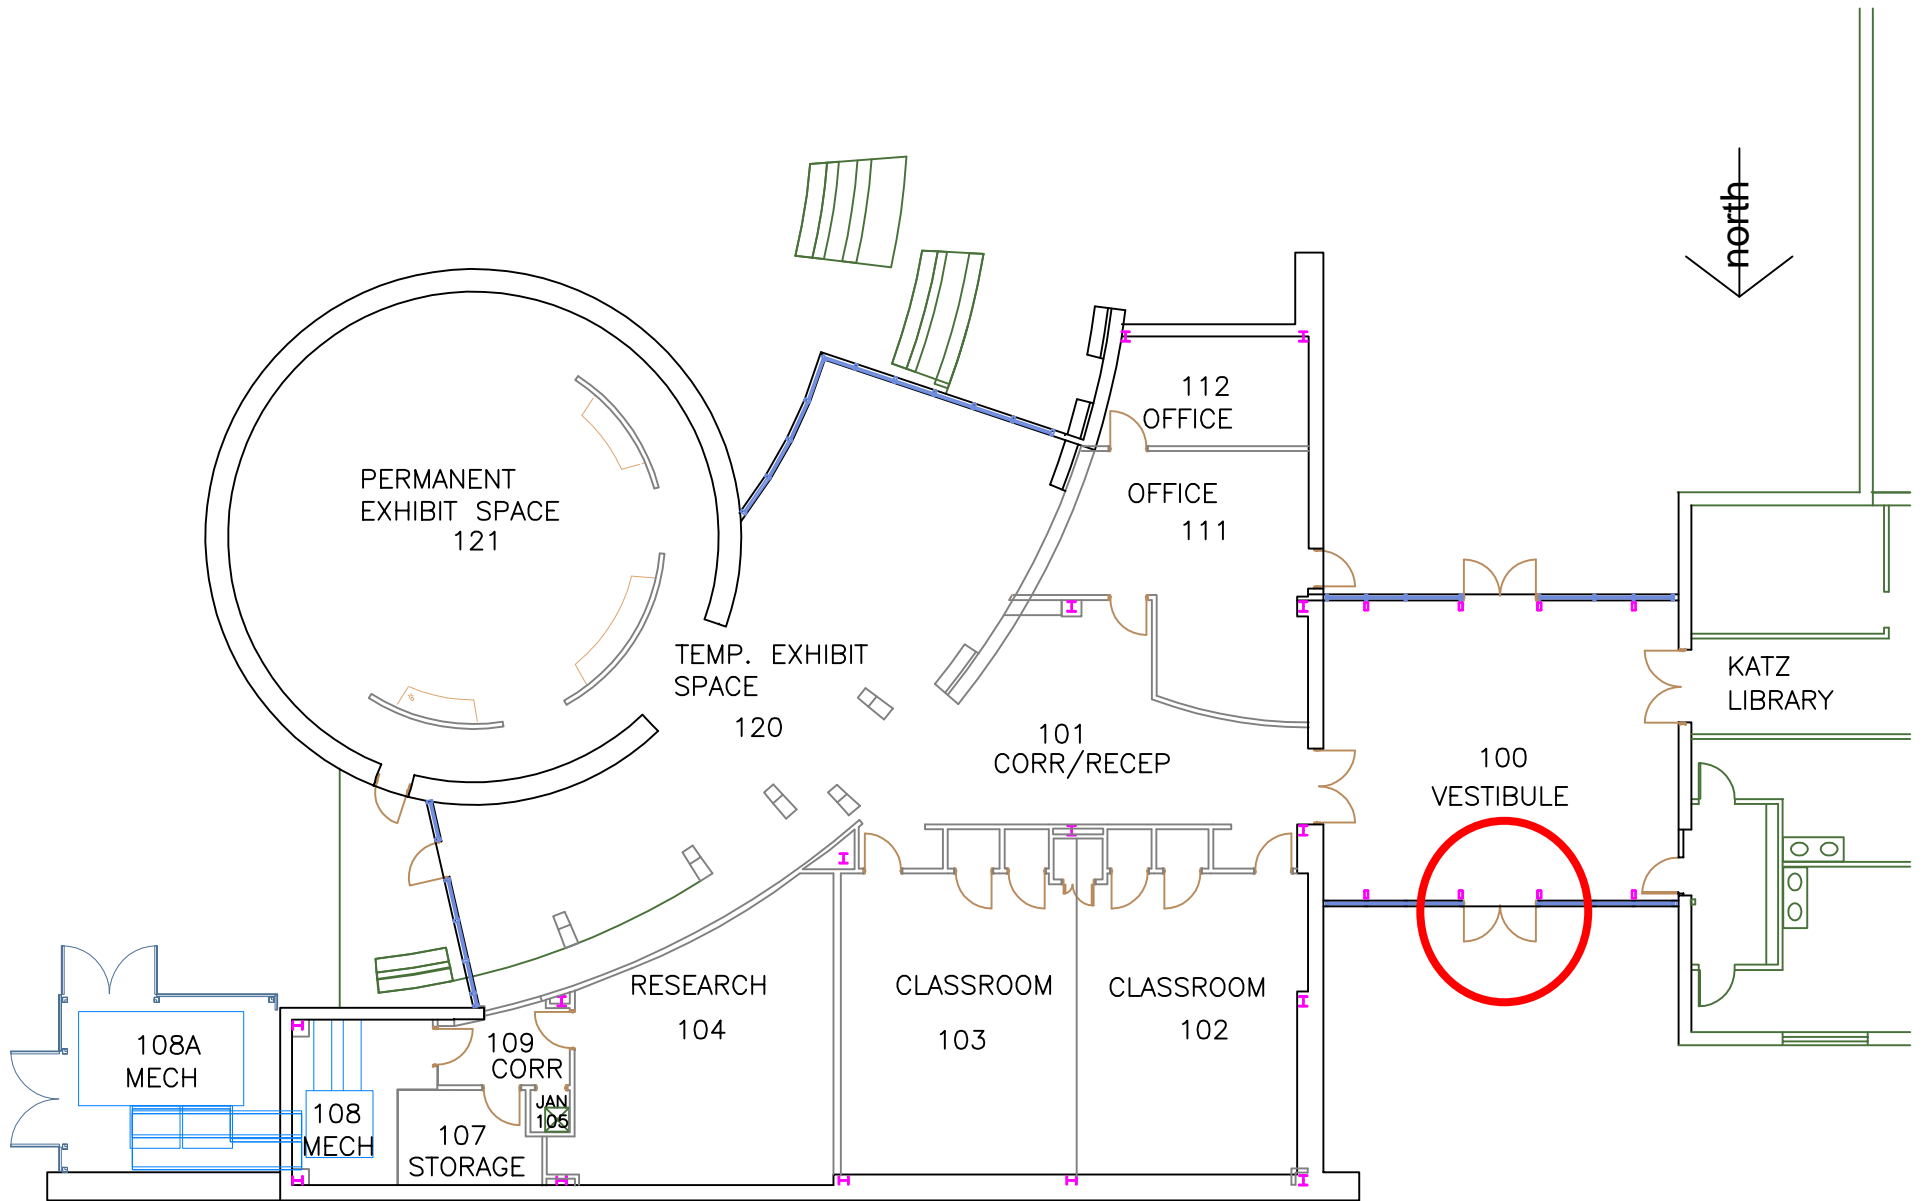 north
112
OFFICE
OFFICE
111
PERMANENT
EXHIBIT SPACE
121
TEMP. EXHIBIT
SPACE
120
KATZ
LIBRARY
101
CORR/RECEP
100
VESTIBULE
RESEARCH
104
CLASSROOM
103
CLASSROOM
102
109
CORR
108A
MECH
JAN
105
108
MECH
107
STORAGE